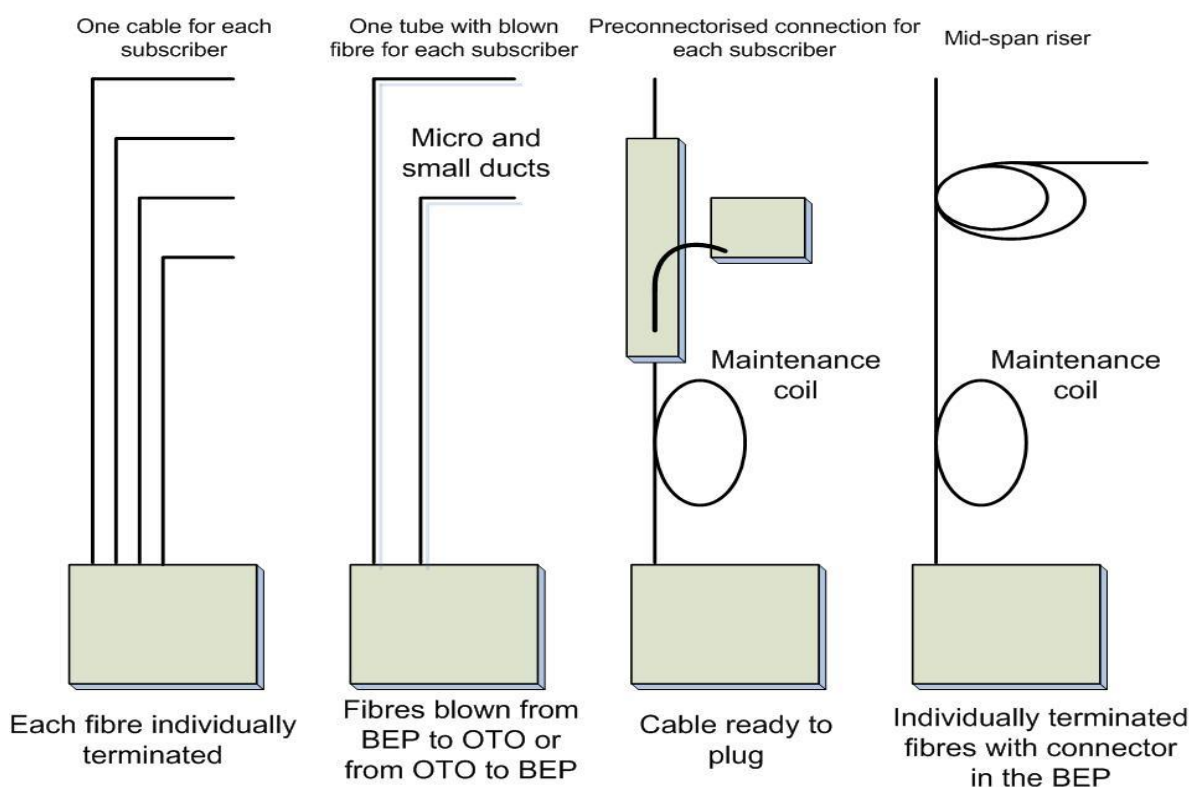 One cable for each
subscriber
One tube with blown
fibre for each subscriber
Preconnectorised connection for
each subscriber
Mid-span riser
Micro and
small ducts
Maintenance
coil
Maintenance
coil
Each fibre individually
terminated
Fibres blown from
BEP to OTO or
from OTO to BEP
Cable ready to
plug
Individually terminated
fibres with connector
in the BEP